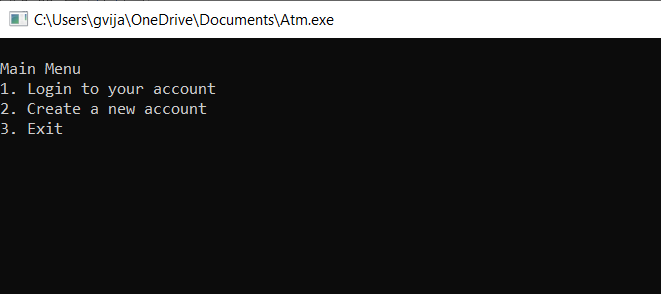 C:\Users\gvija\OneDrive\Documents\Atm.exe
Main Menu
1. Login to your account
2. Create a new account
3. Exit